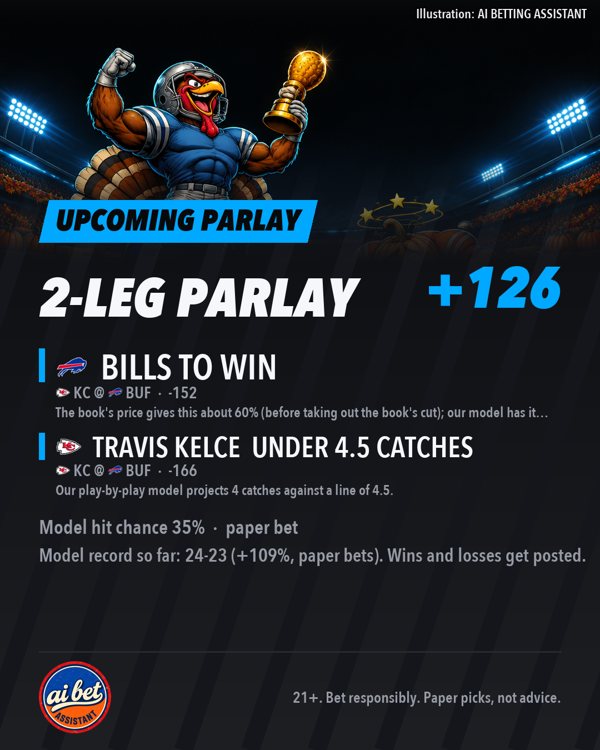 Illustration: AI BETTING ASSISTANT
UPCOMING PARLAY
2-LEG PARLAY
+126
BILLS TO WIN
KC @ BUF · -152
The book's price gives this about 60% (before taking out the book's cut); our model has it…
TRAVIS KELCE UNDER 4.5 CATCHES
KC @ BUF · -166
Our play-by-play model projects 4 catches against a line of 4.5.
Model hit chance 35% · paper bet
Model record so far: 24-23 (+109%, paper bets). Wins and losses get posted.
ai bet
ASSISTANT
21+. Bet responsibly. Paper picks, not advice.